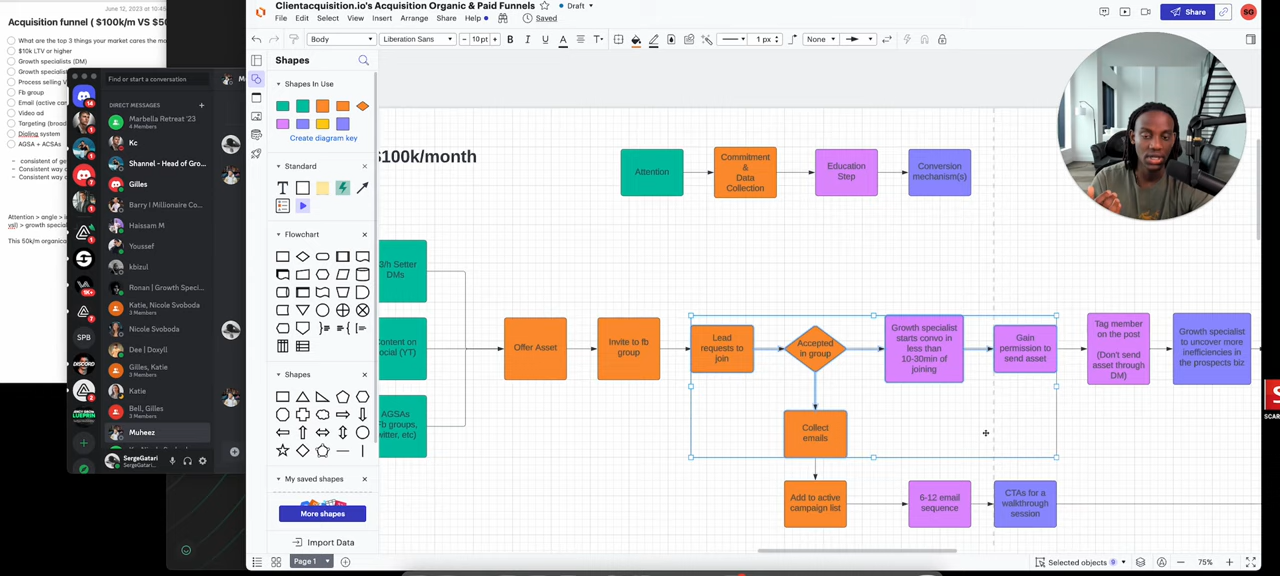 June 12, 2023 at 10:45
Acquisition funnel ( $100k/m VS $50
What are the top 3 things your market cares the mo
$10k LTV or higher
Growth specialists (DM)
Growth speciali
Process selling V
Fb group
Email (active car
Video ad
Targeting (broad
Dialing system
AGSA + ACSAs
- consistent of ge
- Consistent way c
- Consistent way c
Attention > angle > i
vsl) > growth special
This 50k/m organic
Find or start a conversation
DIRECT MESSAGES
Marbella Retreat '23
4 Members
Kc
Shannel - Head of Gro...
Gilles
Barry I Millionaire Co...
Haissam M
Youssef
kbizul
Ronan | Growth Speci...
Katie, Nicole Svoboda
3 Members
Nicole Svoboda
Dee | Doxyll
Gilles, Katie
3 Members
Katie
Bell, Gilles
3 Members
Muheez
SergeGatari
SergeGatari...
SPB
Clientacquisition.io's Acquisition Organic & Paid Funnels
Draft
File
Edit
Select
View
Insert
Arrange
Share
Help
Saved
Share
SG
Body
Liberation Sans
10 pt
B
I
U
A
T
1 px
None
Shapes
Shapes In Use
Create diagram key
Standard
T
Flowchart
Shapes
My saved shapes
More shapes
Import Data
$100k/month
Attention
Commitment
&
Data
Collection
Education
Step
Conversion
mechanism(s)
3/h Setter
DMs
Content on
ocial (YT)
AGSAs
Fb groups,
witter, etc)
Offer Asset
Invite to fb
group
Lead
requests to
join
Accepted
in group
Growth specialist
starts convo in
less than
10-30min of
joining
Gain
permission to
send asset
Tag member
on the post
(Don't send
asset through
DM)
Growth specialist
to uncover more
inefficiencies in
the prospects biz
Collect
emails
Add to active
campaign list
6-12 email
sequence
CTAs for a
walkthrough
session
Page 1
Selected objects
9
75%
SCAR